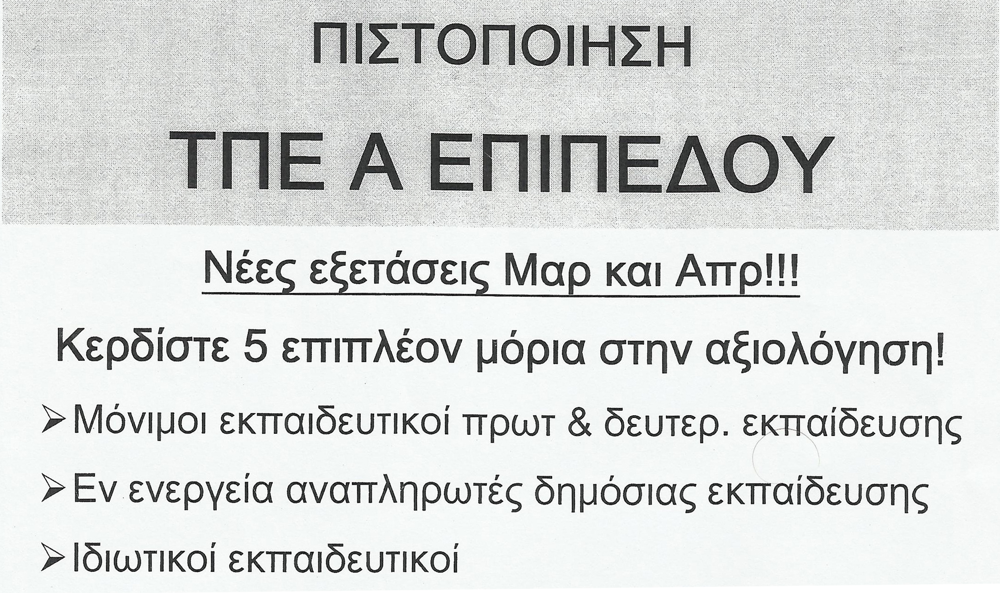 ΠΙΣΤΟΠΟΙΗΣΗ
ΤΠΕ Α ΕΠΙΠΕΔΟΥ
Νέες εξετάσεις Μαρ και Απρ!!!
Κερδίστε 5 επιπλέον μόρια στην αξιολόγηση!
➢ Μόνιμοι εκπαιδευτικοί πρωτ & δευτερ. εκπαίδευσης
➢ Εν ενεργεία αναπληρωτές δημόσιας εκπαίδευσης
➢ Ιδιωτικοί εκπαιδευτικοί